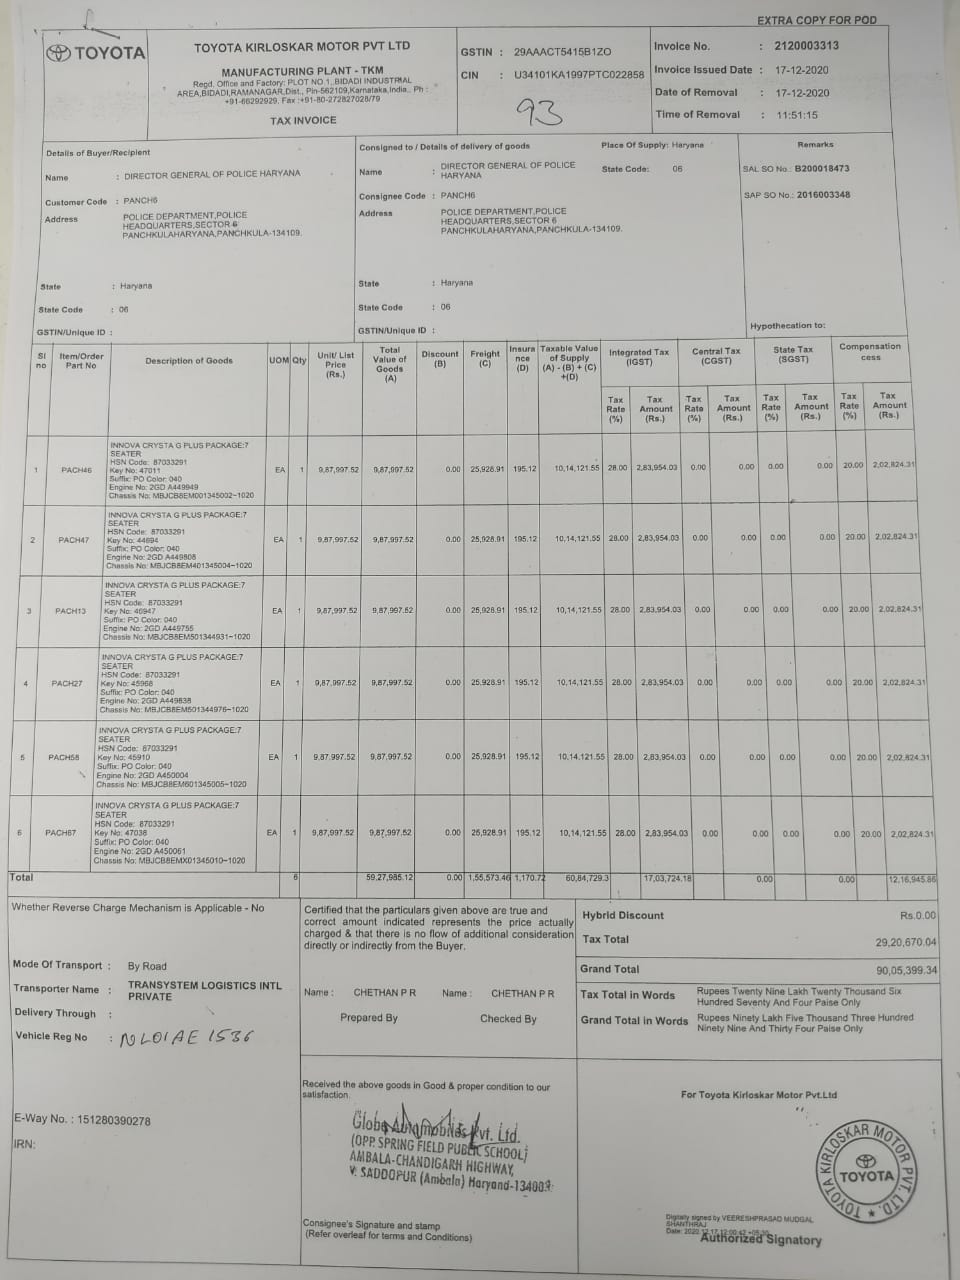 EXTRA COPY FOR POD
TOYOTA
TOYOTA KIRLOSKAR MOTOR PVT LTD
MANUFACTURING PLANT - TKM
Regd. Office and Factory: PLOT NO 1, BIDADI INDUSTRIAL
AREA,BIDADI,RAMANAGAR,Dist., Pin-562109,Karnataka,India., Ph :
+91-66292929, Fax :+91-80-272827028/79
TAX INVOICE
GSTIN : 29AAACT5415B1ZO
CIN : U34101KA1997PTC022858
93
Invoice No. : 2120003313
Invoice Issued Date : 17-12-2020
Date of Removal : 17-12-2020
Time of Removal : 11:51:15
Details of Buyer/Recipient
Name : DIRECTOR GENERAL OF POLICE HARYANA
Customer Code : PANCH6
Address POLICE DEPARTMENT,POLICE
HEADQUARTERS,SECTOR 6
PANCHKULAHARYANA,PANCHKULA-134109.
State : Haryana
State Code : 06
GSTIN/Unique ID :
Consigned to / Details of delivery of goods
Place Of Supply: Haryana
Name : DIRECTOR GENERAL OF POLICE
HARYANA
State Code: 06
Consignee Code : PANCH6
Address POLICE DEPARTMENT,POLICE
HEADQUARTERS,SECTOR 6
PANCHKULAHARYANA,PANCHKULA-134109.
State : Haryana
State Code : 06
GSTIN/Unique ID :
Remarks
SAL SO No.: B200018473
SAP SO No.: 2016003348
Hypothecation to:
Sl no Item/Order Part No Description of Goods UOM Qty Unit/ List Price (Rs.) Total Value of Goods (A) Discount (B) Freight (C) Insura nce (D) Taxable Value of Supply (A) - (B) + (C) +(D) Integrated Tax (IGST) Central Tax (CGST) State Tax (SGST) Compensation cess
Tax Rate (%) Tax Amount (Rs.) Tax Rate (%) Tax Amount (Rs.) Tax Rate (%) Tax Amount (Rs.) Tax Rate (%) Tax Amount (Rs.)
INNOVA CRYSTA G PLUS PACKAGE:7
SEATER
HSN Code: 87033291
1 PACH46 Key No: 47011 EA 1 9,87,997.52 9,87,997.52 0.00 25,928.91 195.12 10,14,121.55 28.00 2,83,954.03 0.00 0.00 0.00 0.00 20.00 2,02,824.31
Suffix: PO Color: 040
Engine No: 2GD A449949
Chassis No: MBJCB8EM001345002~1020
INNOVA CRYSTA G PLUS PACKAGE:7
SEATER
HSN Code: 87033291
2 PACH47 Key No: 44694 EA 1 9,87,997.52 9,87,997.52 0.00 25,928.91 195.12 10,14,121.55 28.00 2,83,954.03 0.00 0.00 0.00 0.00 20.00 2,02,824.31
Suffix: PO Color: 040
Engine No: 2GD A449808
Chassis No: MBJCB8EM401345004~1020
INNOVA CRYSTA G PLUS PACKAGE:7
SEATER
HSN Code: 87033291
3 PACH13 Key No: 46947 EA 1 9,87,997.52 9,87,997.52 0.00 25,928.91 195.12 10,14,121.55 28.00 2,83,954.03 0.00 0.00 0.00 0.00 20.00 2,02,824.31
Suffix: PO Color: 040
Engine No: 2GD A449755
Chassis No: MBJCB8EM501344931~1020
INNOVA CRYSTA G PLUS PACKAGE:7
SEATER
HSN Code: 87033291
4 PACH27 Key No: 45968 EA 1 9,87,997.52 9,87,997.52 0.00 25,928.91 195.12 10,14,121.55 28.00 2,83,954.03 0.00 0.00 0.00 0.00 20.00 2,02,824.31
Suffix: PO Color: 040
Engine No: 2GD A449838
Chassis No: MBJCB8EM501344976~1020
INNOVA CRYSTA G PLUS PACKAGE:7
SEATER
HSN Code: 87033291
5 PACH58 Key No: 45910 EA 1 9,87,997.52 9,87,997.52 0.00 25,928.91 195.12 10,14,121.55 28.00 2,83,954.03 0.00 0.00 0.00 0.00 20.00 2,02,824.31
Suffix: PO Color: 040
Engine No: 2GD A450004
Chassis No: MBJCB8EM601345005~1020
INNOVA CRYSTA G PLUS PACKAGE:7
SEATER
HSN Code: 87033291
6 PACH67 Key No: 47038 EA 1 9,87,997.52 9,87,997.52 0.00 25,928.91 195.12 10,14,121.55 28.00 2,83,954.03 0.00 0.00 0.00 0.00 20.00 2,02,824.31
Suffix: PO Color: 040
Engine No: 2GD A450061
Chassis No: MBJCB8EMX01345010~1020
Total 6 59,27,985.12 0.00 1,55,573.46 1,170.72 60,84,729.3 17,03,724.18 0.00 0.00 12,16,945.86
Whether Reverse Charge Mechanism is Applicable - No
Mode Of Transport : By Road
Transporter Name : TRANSYSTEM LOGISTICS INTL
PRIVATE
Delivery Through :
Vehicle Reg No : NL01AE 1536
E-Way No. : 151280390278
IRN:
Certified that the particulars given above are true and
correct amount indicated represents the price actually
charged & that there is no flow of additional consideration
directly or indirectly from the Buyer.
Name : CHETHAN P R Name : CHETHAN P R
Prepared By Checked By
Received the above goods in Good & proper condition to our
satisfaction.
Globe Automobiles Pvt. Ltd.
(OPP. SPRING FIELD PUBLIC SCHOOL)
AMBALA-CHANDIGARH HIGHWAY,
V. SADDOPUR (Ambala) Haryana-134003
Consignee's Signature and stamp
(Refer overleaf for terms and Conditions)
Hybrid Discount Rs.0.00
Tax Total 29,20,670.04
Grand Total 90,05,399.34
Tax Total in Words Rupees Twenty Nine Lakh Twenty Thousand Six
Hundred Seventy And Four Paise Only
Grand Total in Words Rupees Ninety Lakh Five Thousand Three Hundred
Ninety Nine And Thirty Four Paise Only
For Toyota Kirloskar Motor Pvt.Ltd
TOYOTA KIRLOSKAR MOTOR PVT. LTD.
TOYOTA
Digitally signed by VEERESHPRASAD MUDGAL
SHANTHRAJ
Date: 2020.12.17 12:00:42 +05:30
Authorized Signatory